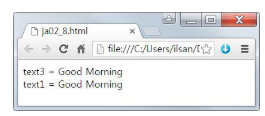 ja02_8.html
file:///C:/Users/ilsan/
text3 = Good Morning
text1 = Good Morning